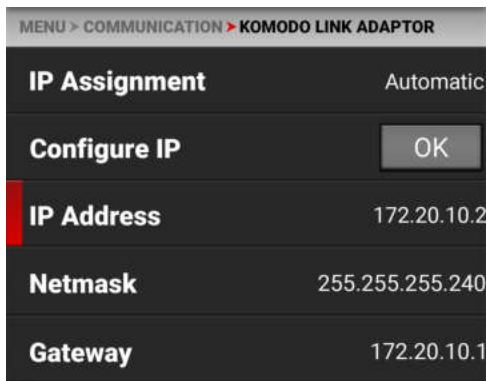 MENU > COMMUNICATION ➤ KOMODO LINK ADAPTOR
IP Assignment Automatic
Configure IP OK
IP Address 172.20.10.2
Netmask 255.255.255.240
Gateway 172.20.10.1